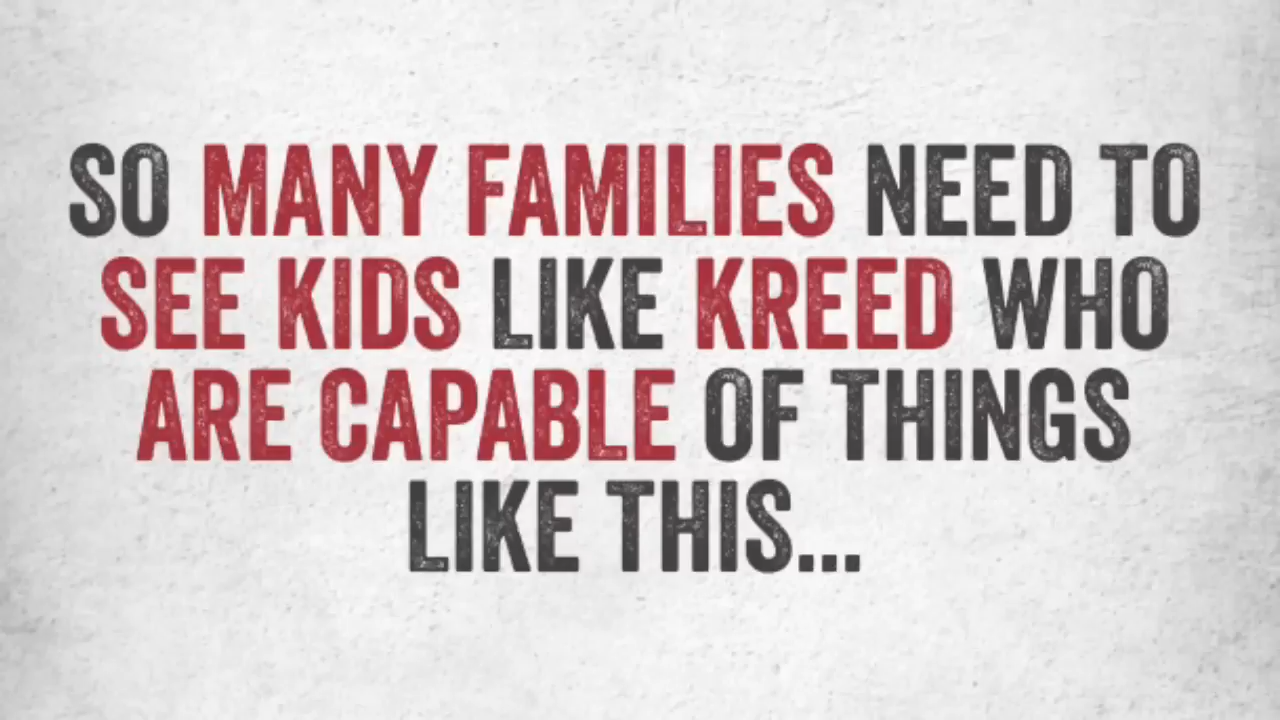 SO MANY FAMILIES NEED TO
SEE KIDS LIKE KREED WHO
ARE CAPABLE OF THINGS
LIKE THIS...